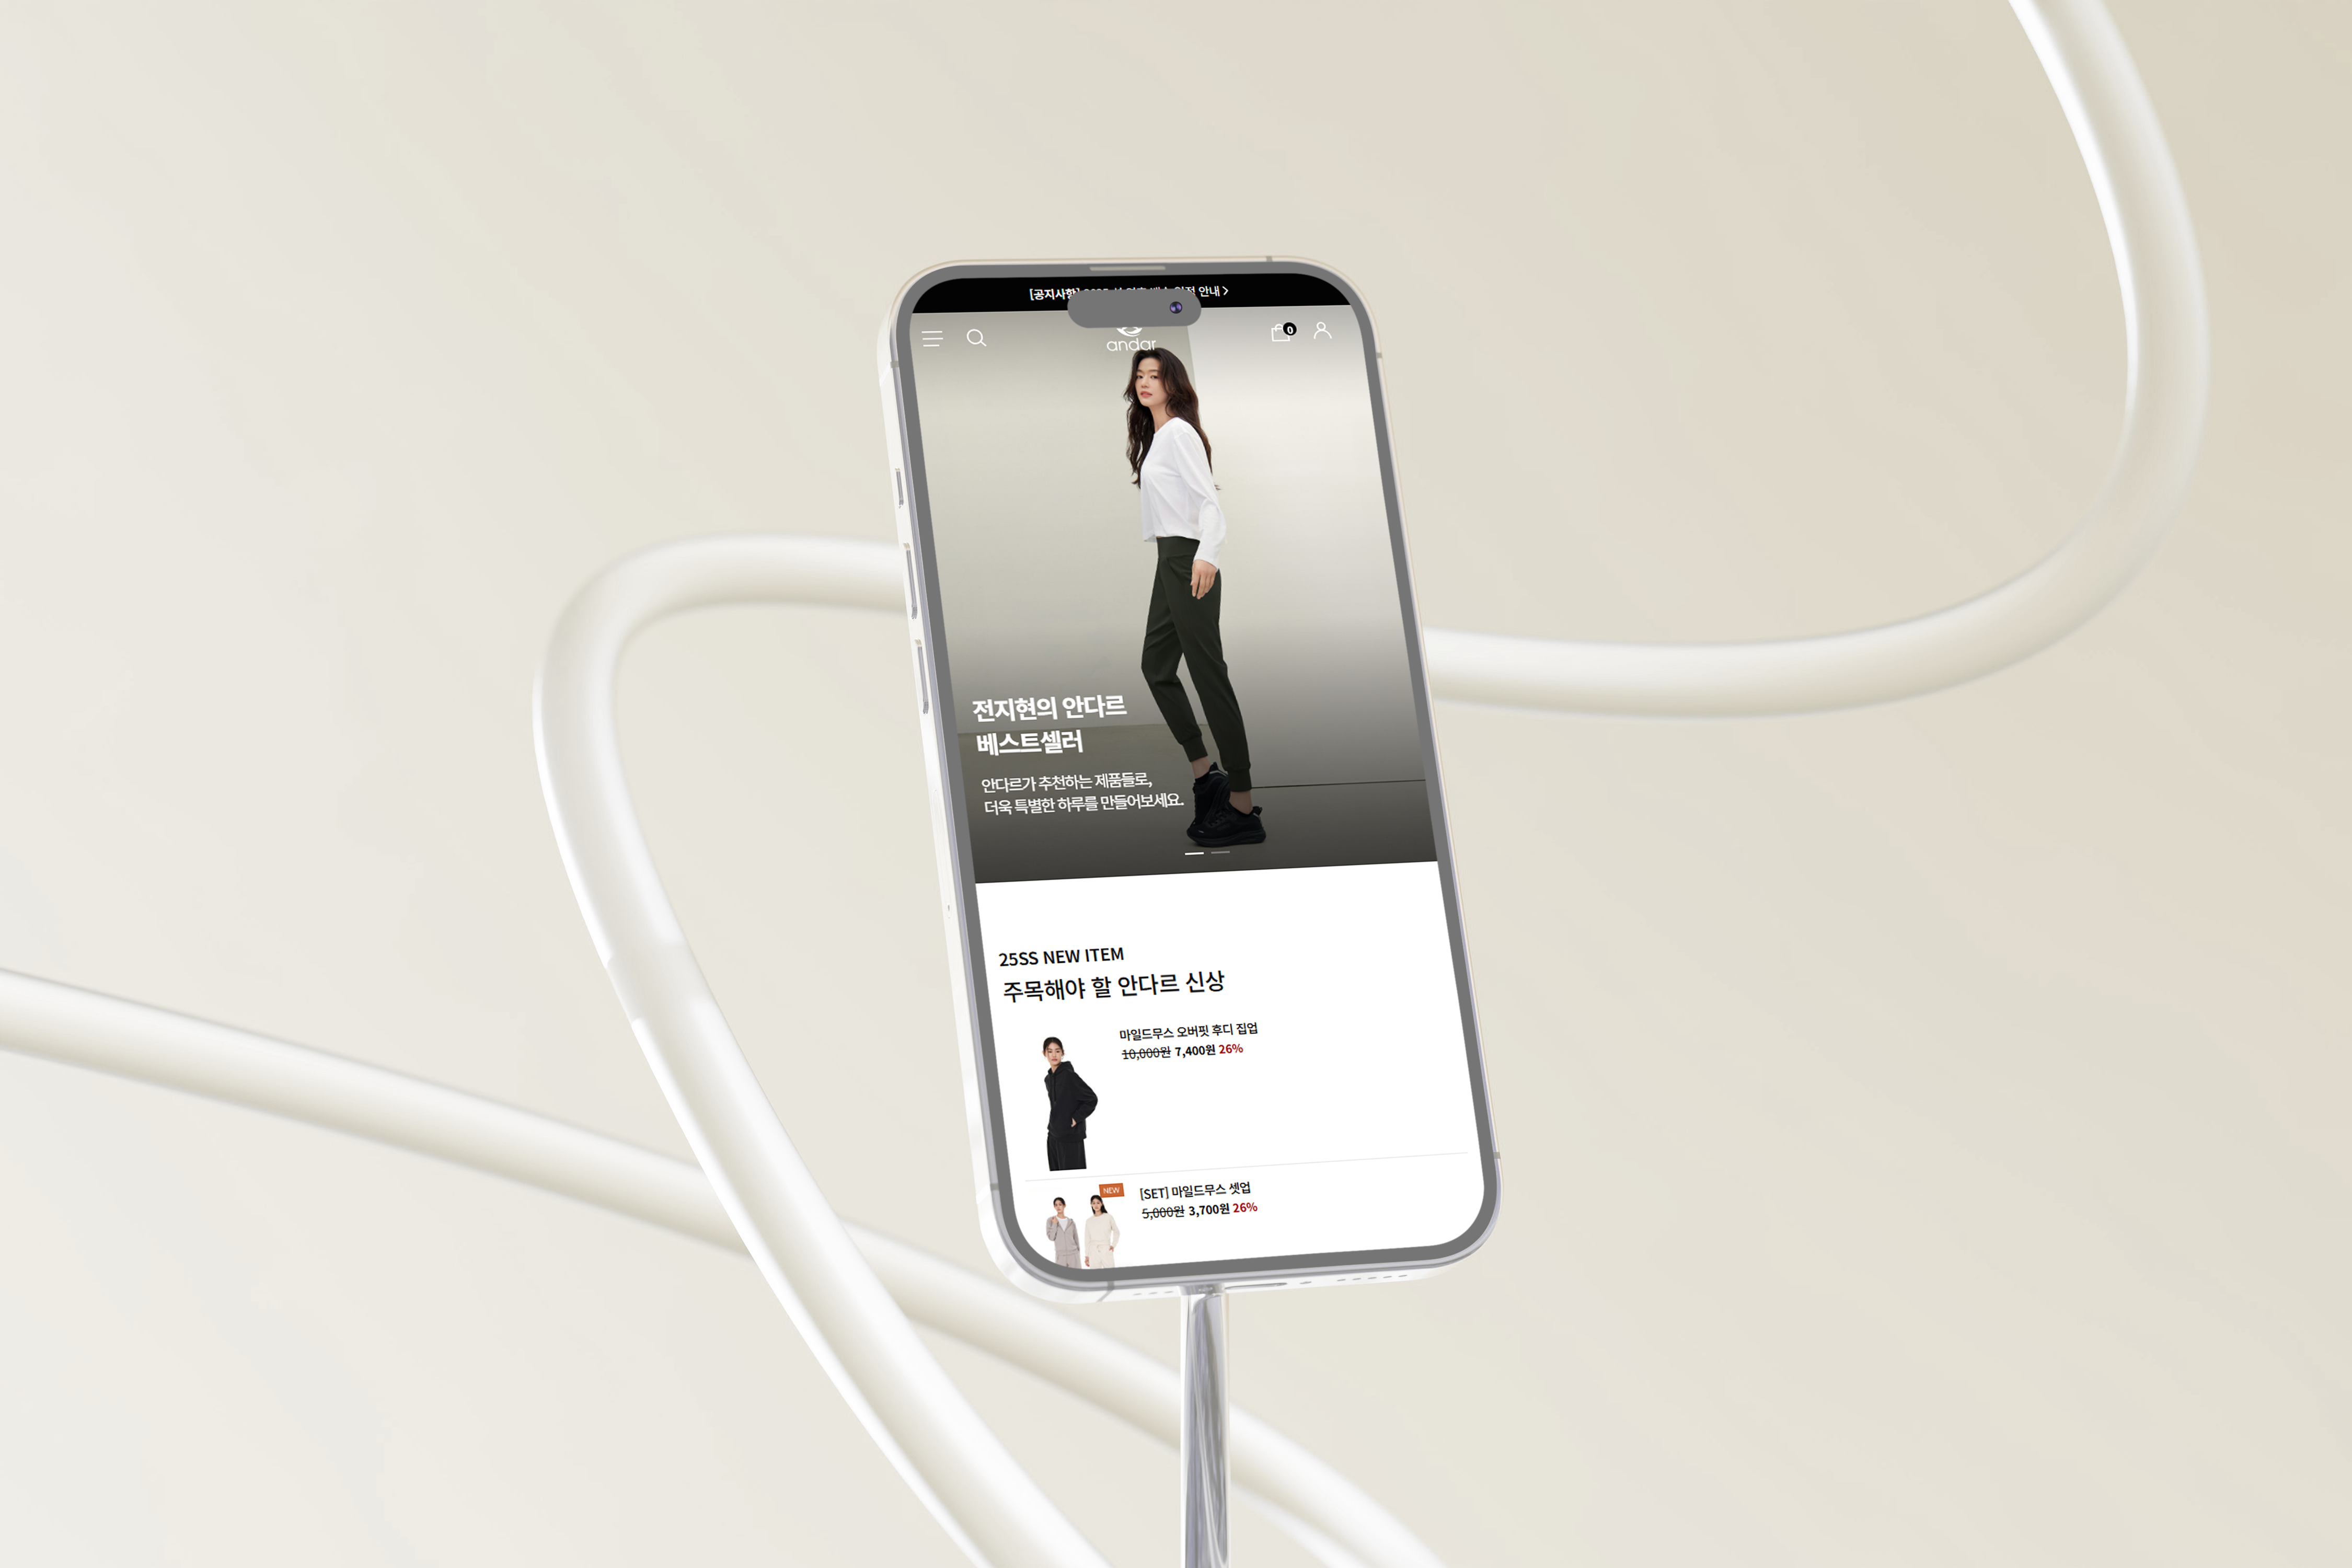 [공지사항] 안내 >
andar
0
전지현의 안다르
베스트셀러
안다르가 추천하는 제품들로,
더욱 특별한 하루를 만들어보세요.
25SS NEW ITEM
주목해야 할 안다르 신상
마일드무스 오버핏 후디 집업
10,000원 7,400원 26%
NEW
[SET] 마일드무스 셋업
5,000원 3,700원 26%